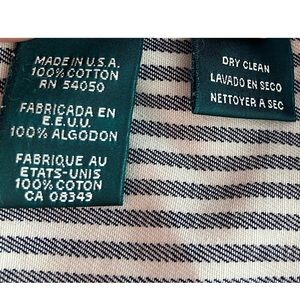 MADE IN U.S.A.
100% COTTON
RN 54050
FABRICADA EN
E.E.U.U.
100% ALGODON
FABRIQUE AU
ETATS-UNIS
100% COTON
CA 08349
DRY CLEAN
LAVADO EN SECO
NETTOYER A SEC